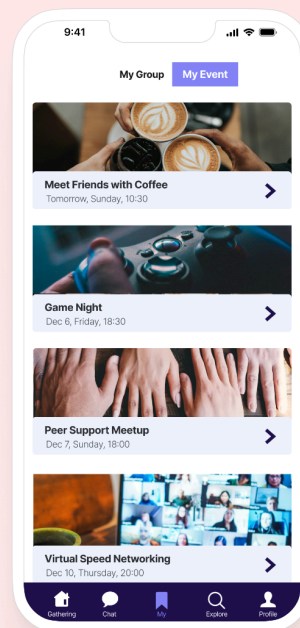 9:41
My Group
My Event
Meet Friends with Coffee
Tomorrow, Sunday, 10:30
Game Night
Dec 6, Friday, 18:30
Peer Support Meetup
Dec 7, Sunday, 18:00
Virtual Speed Networking
Dec 10, Thursday, 20:00
Gathering
Chat
My
Explore
Profile